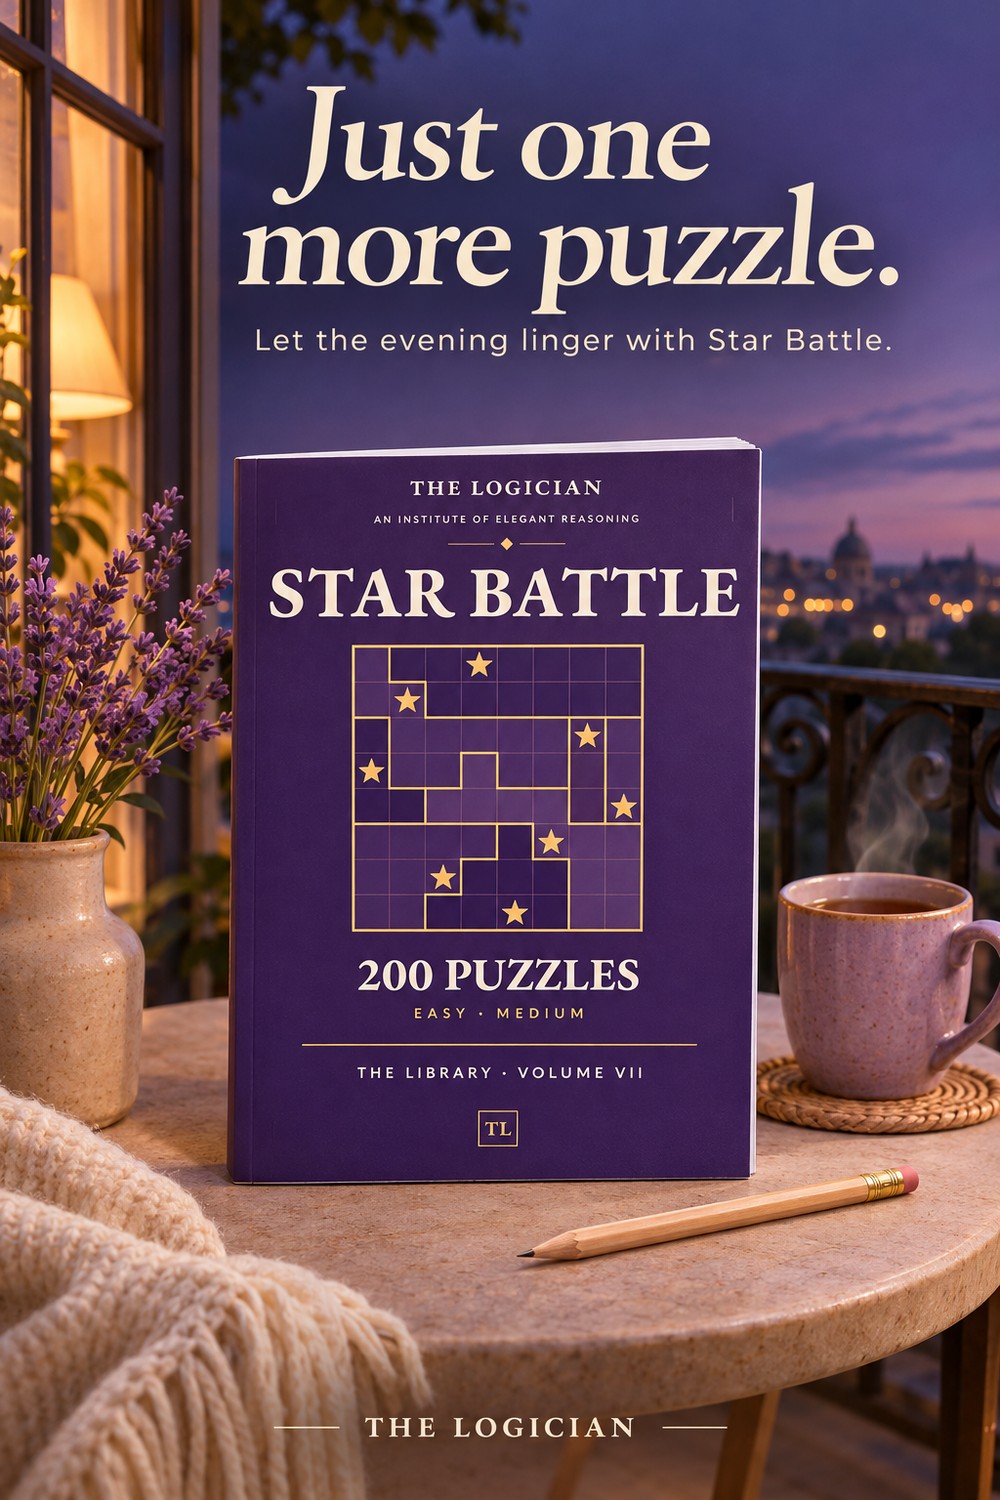 Just one
more puzzle.
Let the evening linger with Star Battle.
THE LOGICIAN
AN INSTITUTE OF ELEGANT REASONING
STAR BATTLE
200 PUZZLES
EASY · MEDIUM
THE LIBRARY · VOLUME VII
TL
THE LOGICIAN